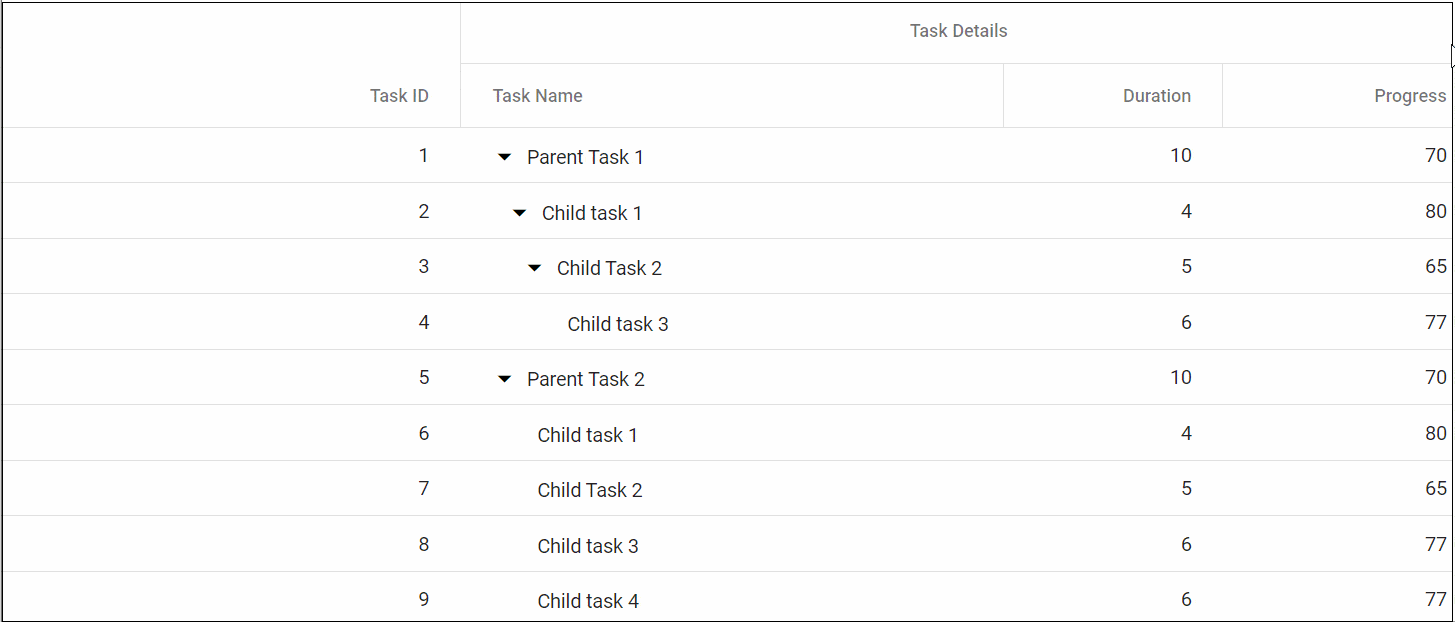 Task Details
Task ID Task Name Duration Progress
1 Parent Task 1 10 70
2 Child task 1 4 80
3 Child Task 2 5 65
4 Child task 3 6 77
5 Parent Task 2 10 70
6 Child task 1 4 80
7 Child Task 2 5 65
8 Child task 3 6 77
9 Child task 4 6 77